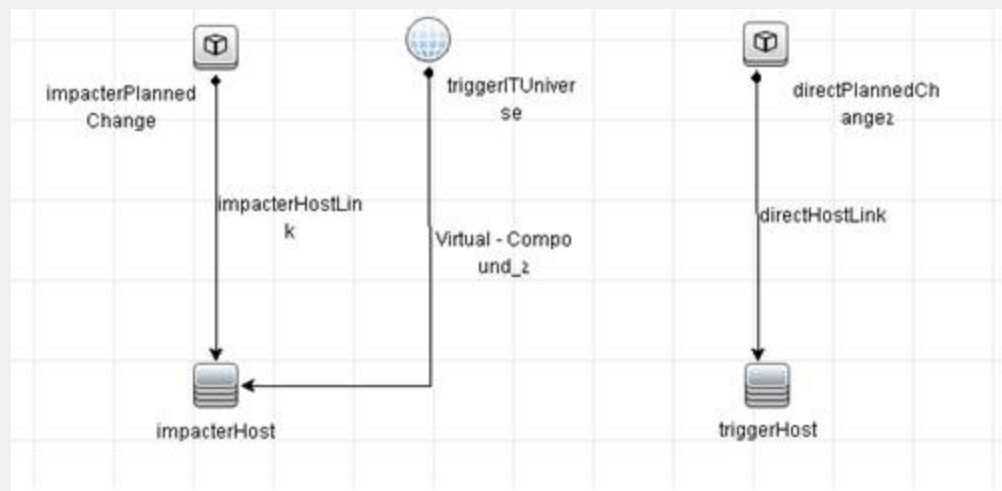 impacterPlanned
Change
triggerITUniver
se
directPlannedCh
ange2
impacterHostLin
k
directHostLink
Virtual - Compo
und_2
impacterHost
triggerHost